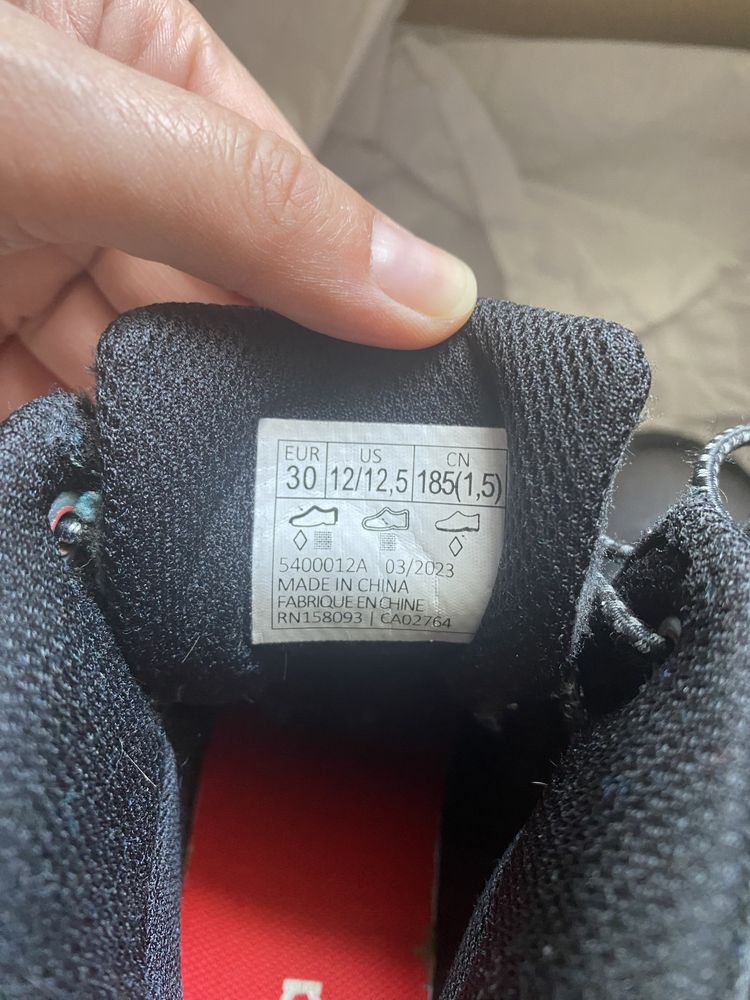 EUR US CN
30 12/12,5 185(1,5)
5400012A 03/2023
MADE IN CHINA
FABRIQUE EN CHINE
RN158093 | CA02764